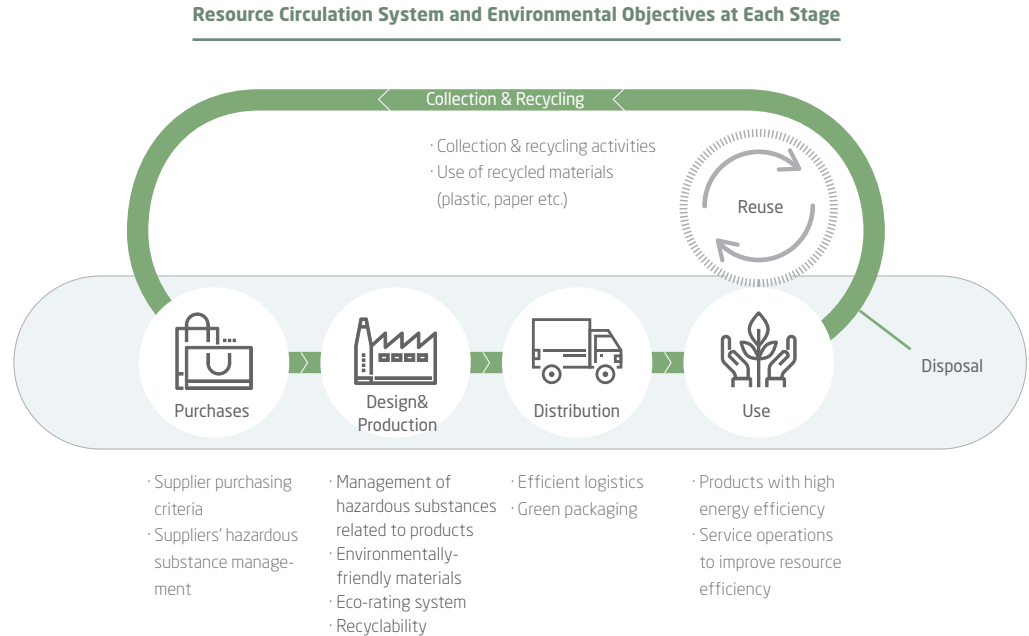 Resource Circulation System and Environmental Objectives at Each Stage
Collection & Recycling
· Collection & recycling activities
· Use of recycled materials
(plastic, paper etc.)
Reuse
Purchases
Design&
Production
Distribution
Use
Disposal
· Supplier purchasing
criteria
· Suppliers' hazardous
substance manage-
ment
· Management of
hazardous substances
related to products
· Environmentally-
friendly materials
· Eco-rating system
· Recyclability
· Efficient logistics
· Green packaging
· Products with high
energy efficiency
· Service operations
to improve resource
efficiency